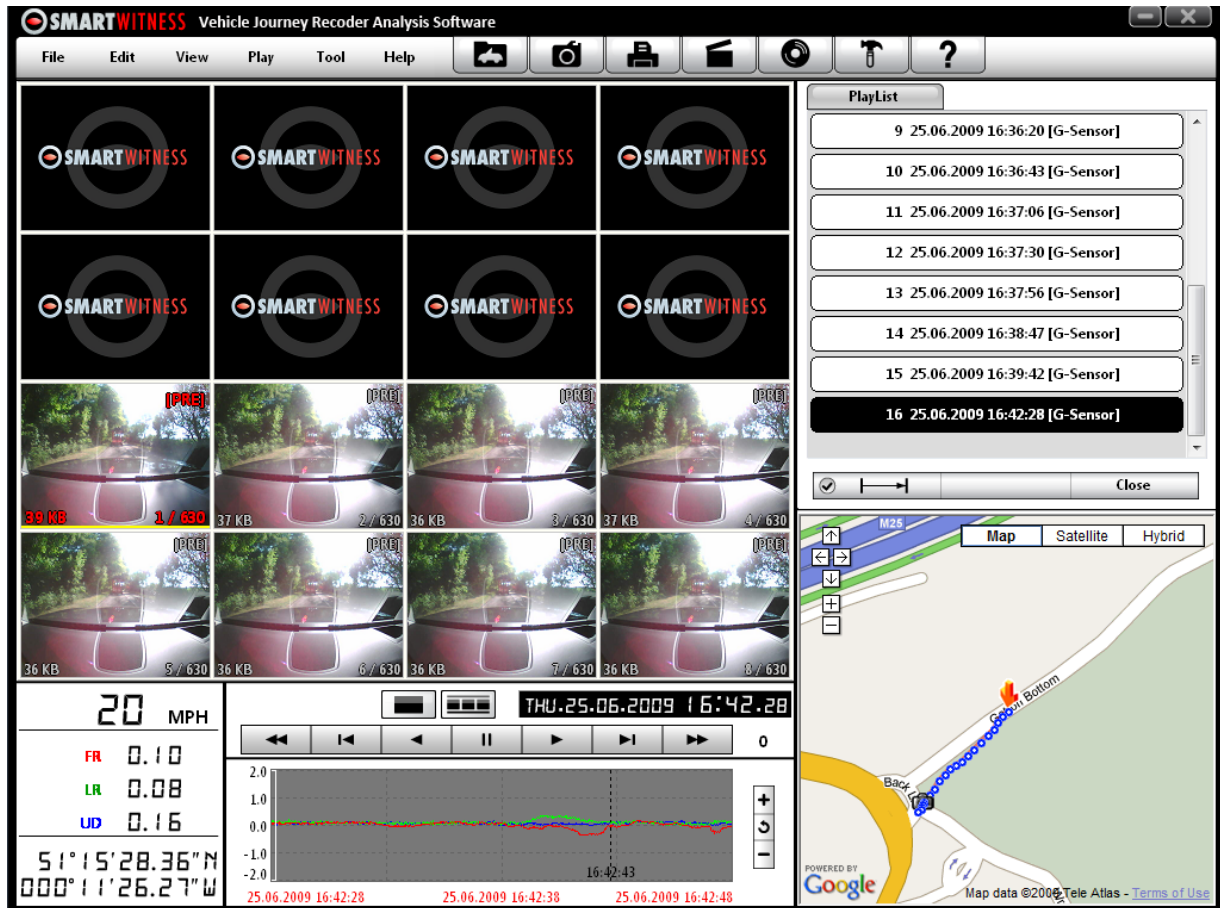 SMARTWITNESS Vehicle Journey Recoder Analysis Software
File Edit View Play Tool Help
SMARTWITNESS SMARTWITNESS SMARTWITNESS SMARTWITNESS
SMARTWITNESS SMARTWITNESS SMARTWITNESS SMARTWITNESS
[PRE] [PRE] [PRE] [PRE]
39 KB 1 / 630 37 KB 2 / 630 36 KB 3 / 630 37 KB 4 / 630
[PRE] [PRE] [PRE] [PRE]
36 KB 5 / 630 36 KB 6 / 630 36 KB 7 / 630 36 KB 8 / 630
20 MPH
FR 0.10
LR 0.08
UD 0.16
51°15'28.36"N
000°11'26.27"W
THU.25.06.2009 16:42.28
0
2.0
1.0
0.0
-1.0
-2.0
16:42:43
25.06.2009 16:42:28 25.06.2009 16:42:38 25.06.2009 16:42:48
PlayList
9 25.06.2009 16:36:20 [G-Sensor]
10 25.06.2009 16:36:43 [G-Sensor]
11 25.06.2009 16:37:06 [G-Sensor]
12 25.06.2009 16:37:30 [G-Sensor]
13 25.06.2009 16:37:56 [G-Sensor]
14 25.06.2009 16:38:47 [G-Sensor]
15 25.06.2009 16:39:42 [G-Sensor]
16 25.06.2009 16:42:28 [G-Sensor]
Close
M25
Map Satellite Hybrid
Bottom
Back
POWERED BY
Google
Map data ©2009 Tele Atlas - Terms of Use